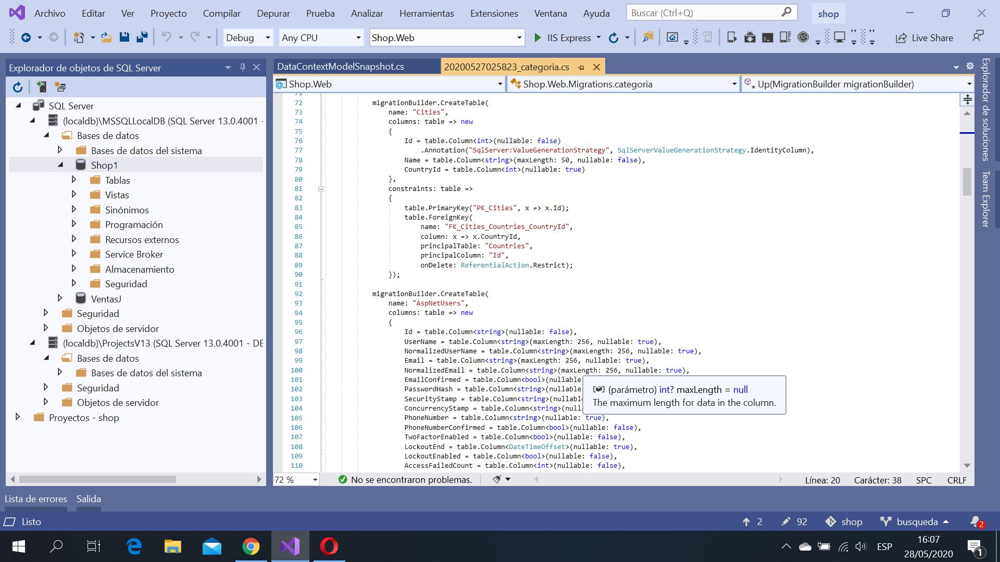 Archivo Editar Ver Proyecto Compilar Depurar Prueba Analizar Herramientas Extensiones Ventana Ayuda Buscar (Ctrl+Q) shop
Debug Any CPU Shop.Web IIS Express Live Share
Explorador de objetos de SQL Server
SQL Server
(localdb)\MSSQLLocalDB (SQL Server 13.0.4001 -
Bases de datos
Bases de datos del sistema
Shop1
Tablas
Vistas
Sinónimos
Programación
Recursos externos
Service Broker
Almacenamiento
Seguridad
VentasJ
Seguridad
Objetos de servidor
(localdb)\ProjectsV13 (SQL Server 13.0.4001 - DE
Bases de datos
Bases de datos del sistema
Seguridad
Objetos de servidor
Proyectos - shop
DataContextModelSnapshot.cs 20200527025823_categoria.cs
Shop.Web Shop.Web.Migrations.categoria Up(MigrationBuilder migrationBuilder)
71
72 migrationBuilder.CreateTable(
73 name: "Cities",
74 columns: table => new
75 {
76 Id = table.Column<int>(nullable: false)
77 .Annotation("SqlServer:ValueGenerationStrategy", SqlServerValueGenerationStrategy.IdentityColumn),
78 Name = table.Column<string>(maxLength: 50, nullable: false),
79 CountryId = table.Column<int>(nullable: true)
80 },
81 constraints: table =>
82 {
83 table.PrimaryKey("PK_Cities", x => x.Id);
84 table.ForeignKey(
85 name: "FK_Cities_Countries_CountryId",
86 column: x => x.CountryId,
87 principalTable: "Countries",
88 principalColumn: "Id",
89 onDelete: ReferentialAction.Restrict);
90 });
91
92 migrationBuilder.CreateTable(
93 name: "AspNetUsers",
94 columns: table => new
95 {
96 Id = table.Column<string>(nullable: false),
97 UserName = table.Column<string>(maxLength: 256, nullable: true),
98 NormalizedUserName = table.Column<string>(maxLength: 256, nullable: true),
99 Email = table.Column<string>(maxLength: 256, nullable: true),
100 NormalizedEmail = table.Column<string>(maxLength: 256, nullable: true),
101 EmailConfirmed = table.Column<bool>(nullable
102 PasswordHash = table.Column<string>(nullable
103 SecurityStamp = table.Column<string>(nullabl
104 ConcurrencyStamp = table.Column<string>(null
105 PhoneNumber = table.Column<string>(nullable: true),
106 PhoneNumberConfirmed = table.Column<bool>(nullable: false),
107 TwoFactorEnabled = table.Column<bool>(nullable: false),
108 LockoutEnd = table.Column<DateTimeOffset>(nullable: true),
109 LockoutEnabled = table.Column<bool>(nullable: false),
110 AccessFailedCount = table.Column<int>(nullable: false),
(parámetro) int? maxLength = null
The maximum length for data in the column.
72 % No se encontraron problemas. Línea: 20 Carácter: 38 SPC CRLF
Explorador de soluciones
Team Explorer
Lista de errores Salida
Listo 2 92 shop busqueda 2
ESP 16:07
28/05/2020 1